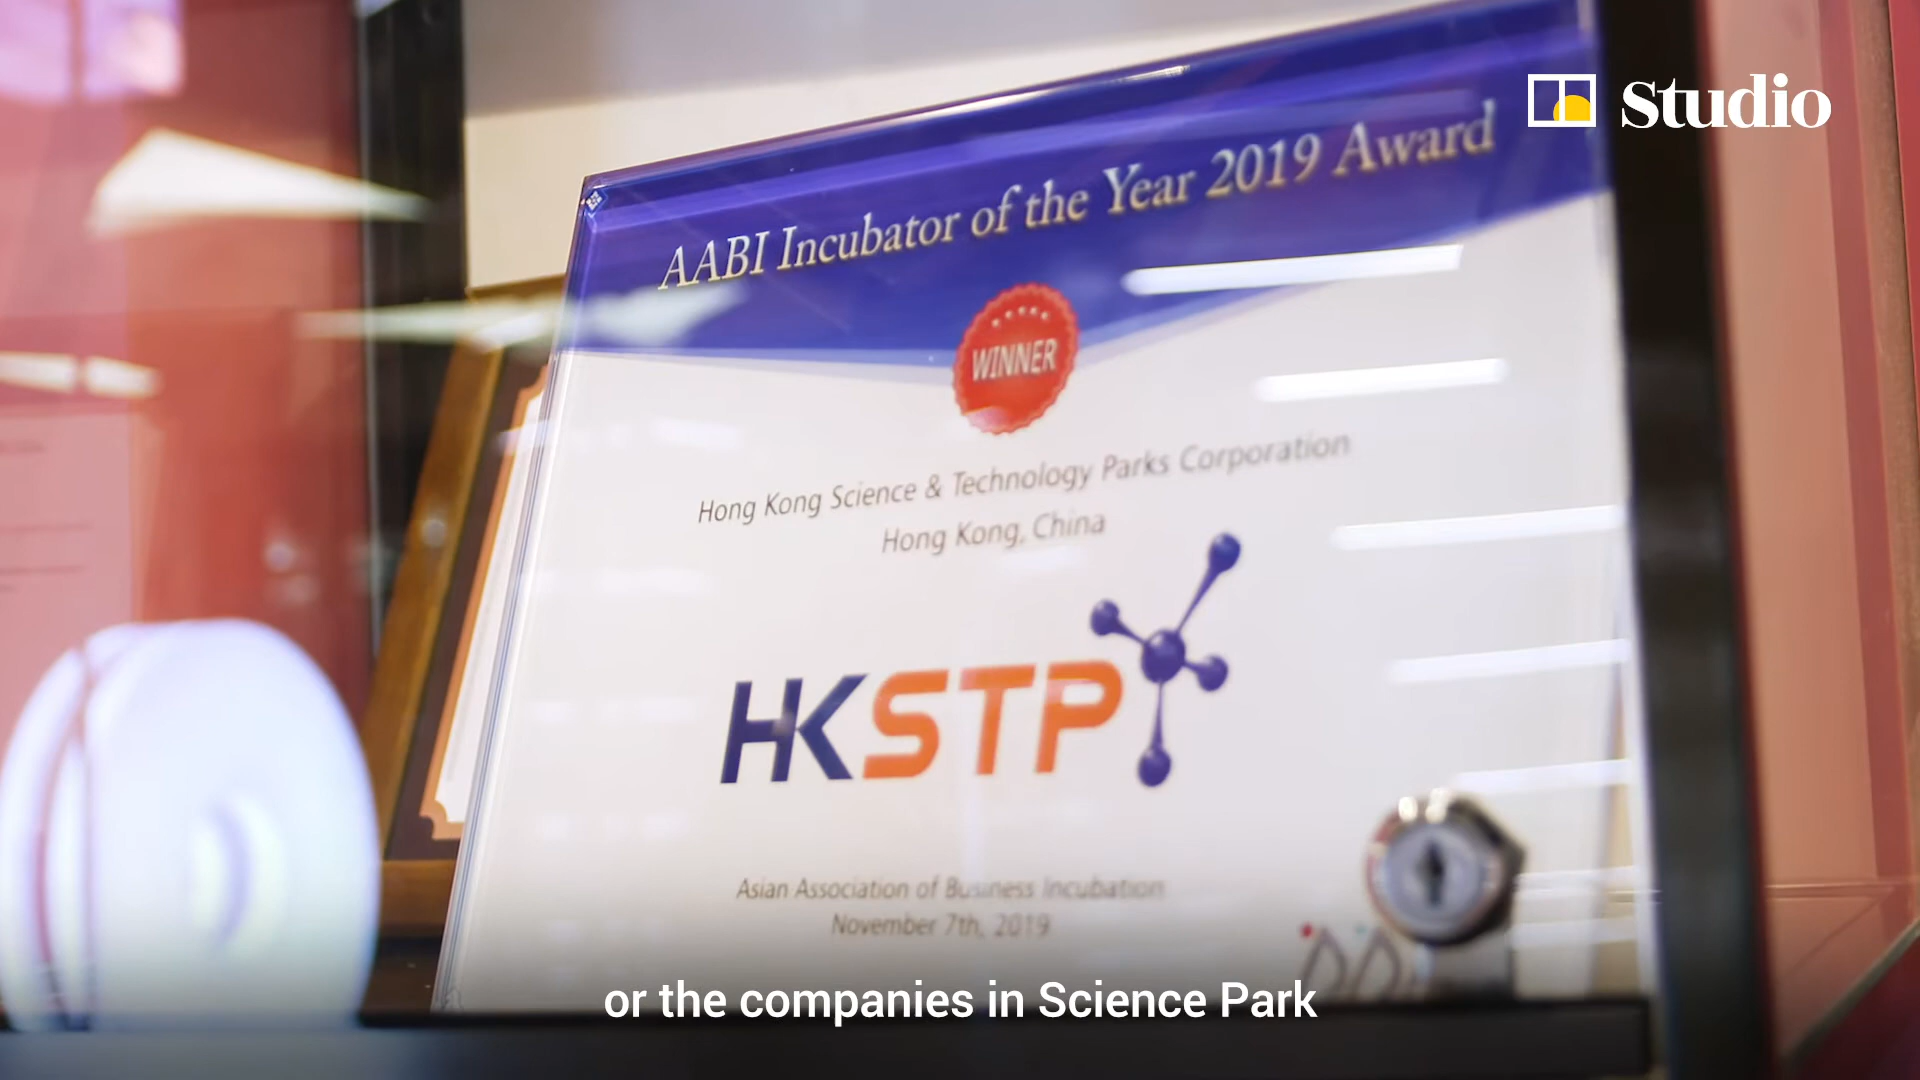 Studio
AABI Incubator of the Year 2019 Award
WINNER
Hong Kong Science & Technology Parks Corporation
Hong Kong, China
HKSTP
Asian Association of Business Incubation
November 7th, 2019
or the companies in Science Park